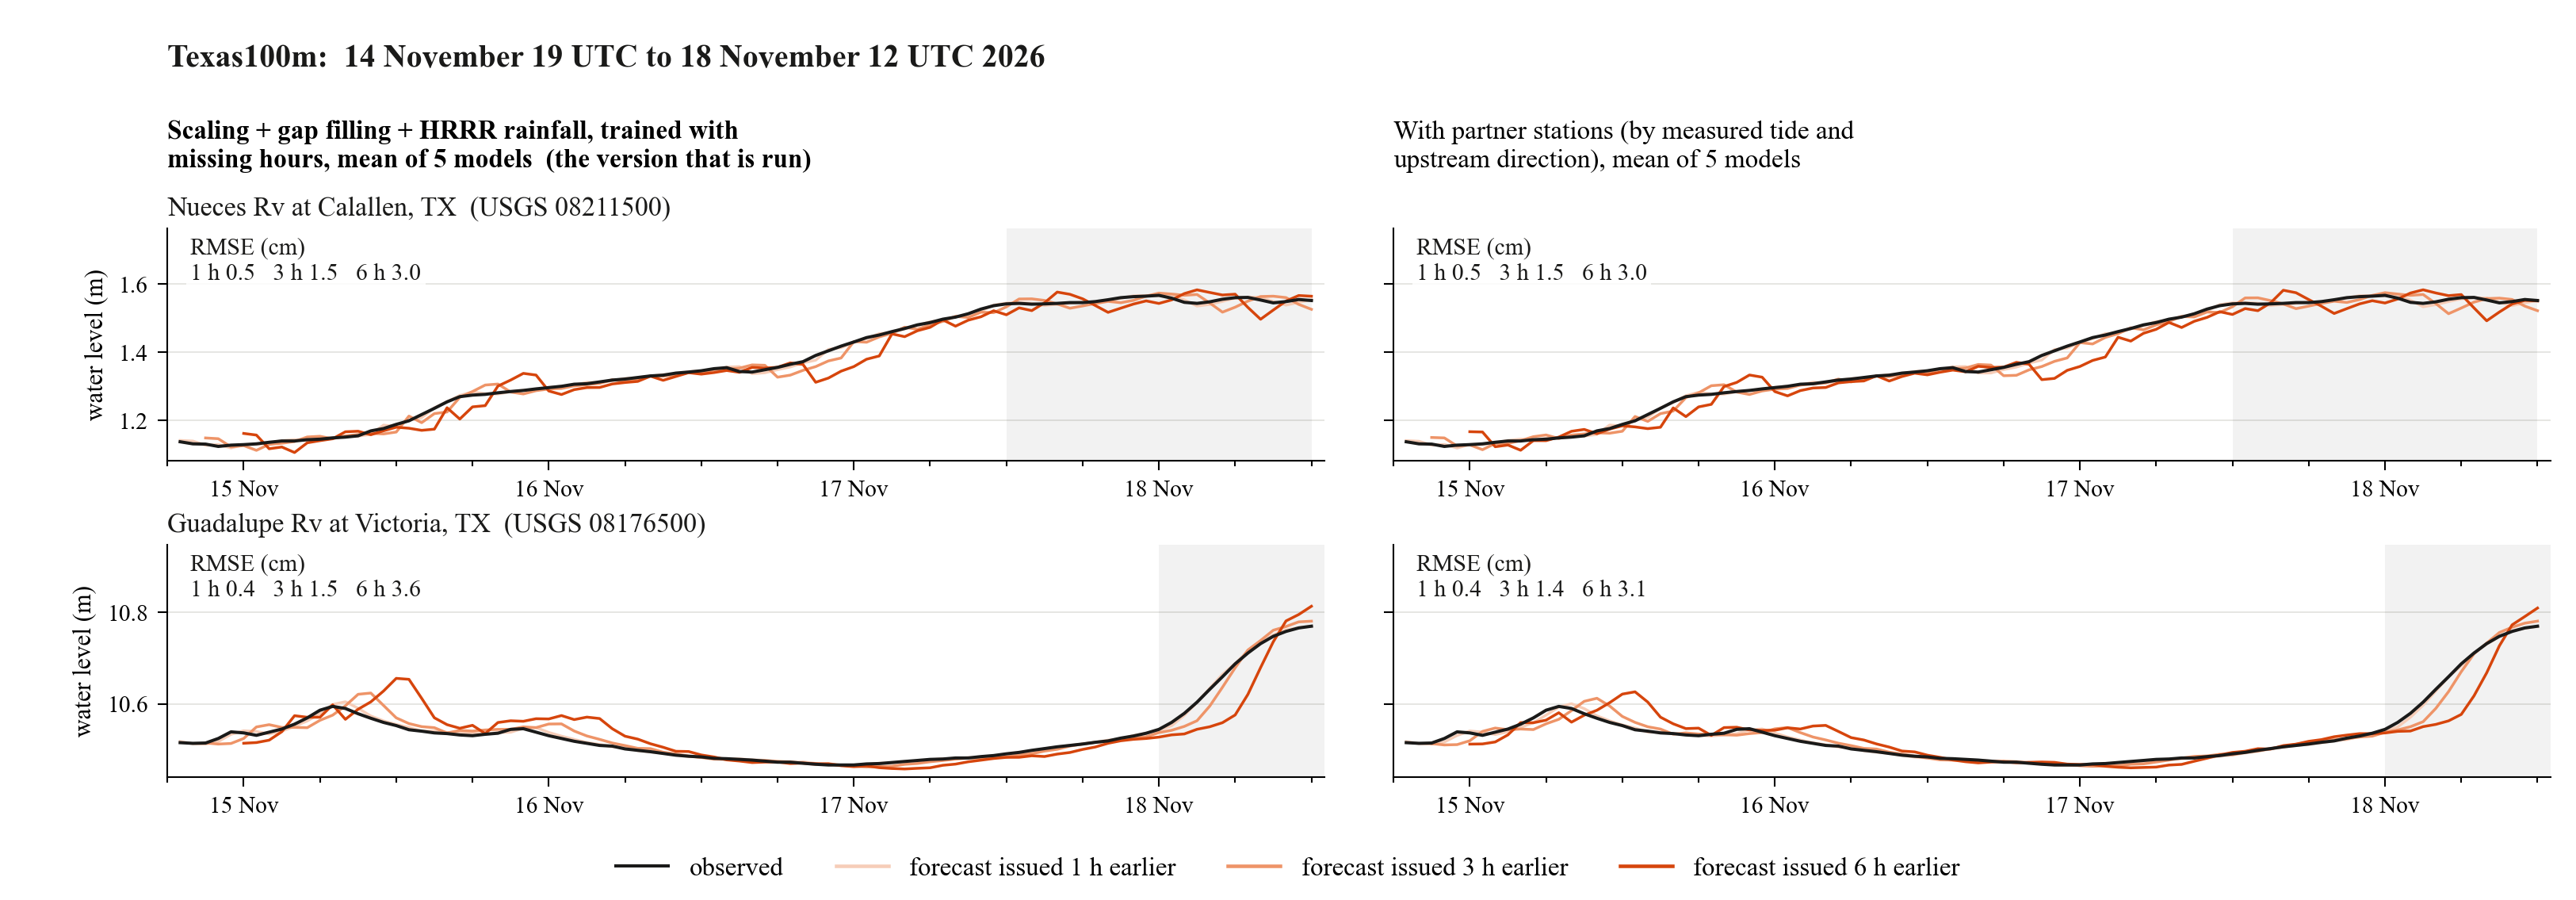 Texas100m:  14 November 19 UTC to 18 November 12 UTC 2026
Scaling + gap filling + HRRR rainfall, trained with
missing hours, mean of 5 models  (the version that is run)
With partner stations (by measured tide and
upstream direction), mean of 5 models
Nueces Rv at Calallen, TX  (USGS 08211500)
RMSE (cm)
1 h 0.5   3 h 1.5   6 h 3.0
RMSE (cm)
1 h 0.5   3 h 1.5   6 h 3.0
water level (m)
1.6
1.4
1.2
15 Nov
16 Nov
17 Nov
18 Nov
15 Nov
16 Nov
17 Nov
18 Nov
Guadalupe Rv at Victoria, TX  (USGS 08176500)
RMSE (cm)
1 h 0.4   3 h 1.5   6 h 3.6
RMSE (cm)
1 h 0.4   3 h 1.4   6 h 3.1
water level (m)
10.8
10.6
15 Nov
16 Nov
17 Nov
18 Nov
15 Nov
16 Nov
17 Nov
18 Nov
observed
forecast issued 1 h earlier
forecast issued 3 h earlier
forecast issued 6 h earlier